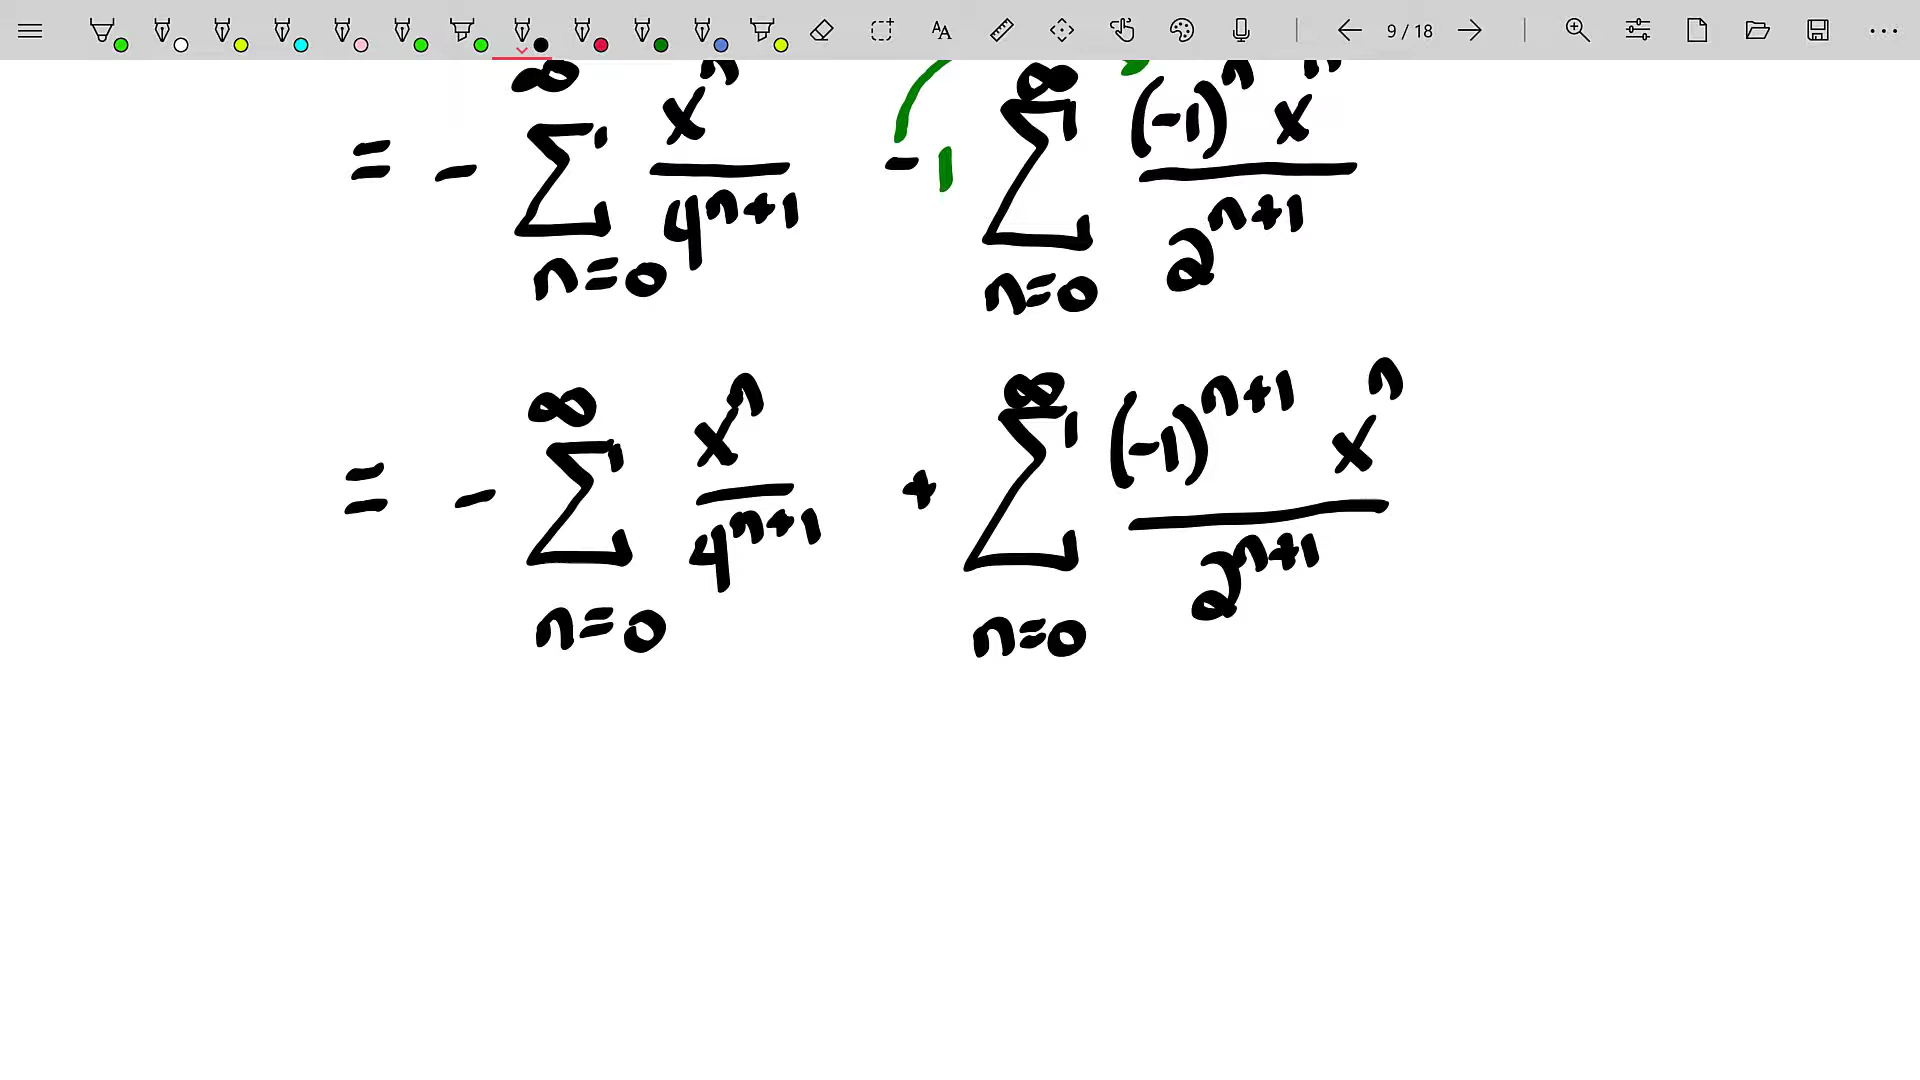 9 / 18
= - ∞∑n=0 x^n / 4^{n+1} -1 ∞∑n=0 (-1)^n x^n / 2^{n+1}
= - ∞∑n=0 x^n / 4^{n+1} + ∞∑n=0 (-1)^{n+1} x^n / 2^{n+1}